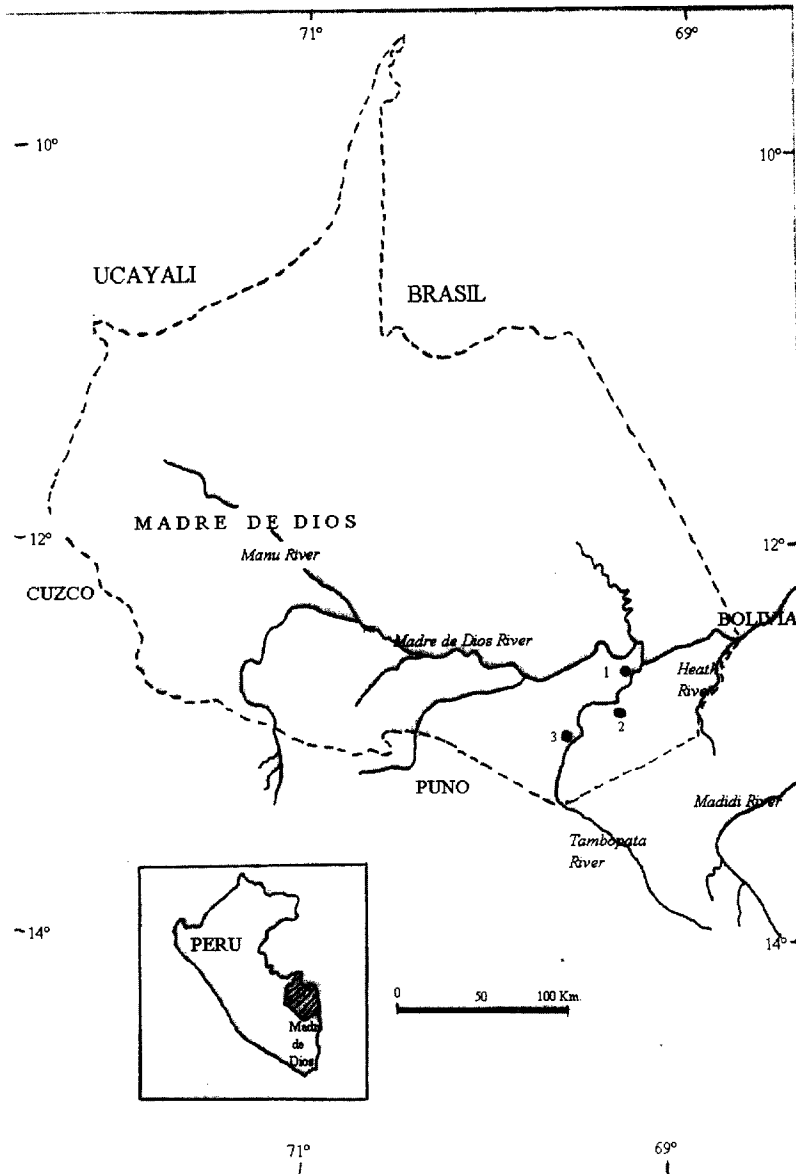 71°
69°
10°
10°
UCAYALI
BRASIL
MADRE DE DIOS
12°
12°
Manu River
CUZCO
BOLIVIA
Madre de Dios River
1
Heath
River
2
3
PUNO
Madidi River
Tambopata
River
14°
14°
PERU
Madre
de
Dios
0 50 100 Km.
71°
69°